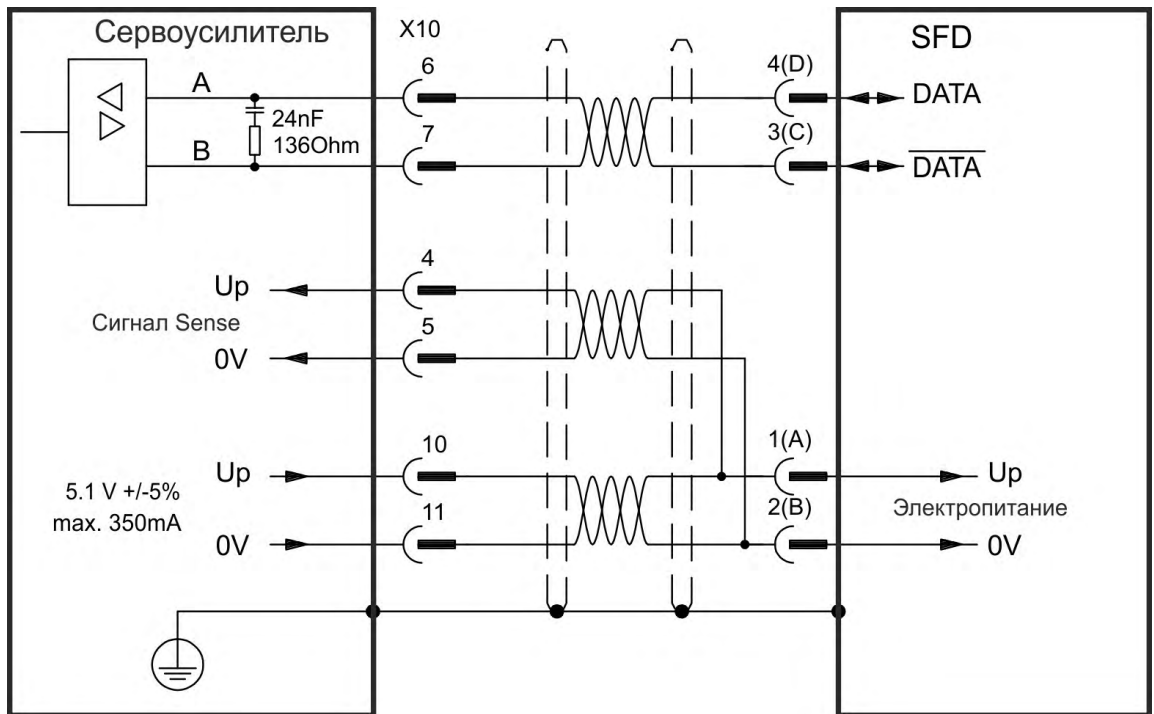 Сервоусилитель
X10
SFD
6
4(D)
A
DATA
24nF
136Ohm
7
3(C)
B
DATA
4
Up
Сигнал Sense
5
0V
10
1(A)
Up
Up
5.1 V +/-5%
max. 350mA
11
2(B)
Электропитание
0V
0V